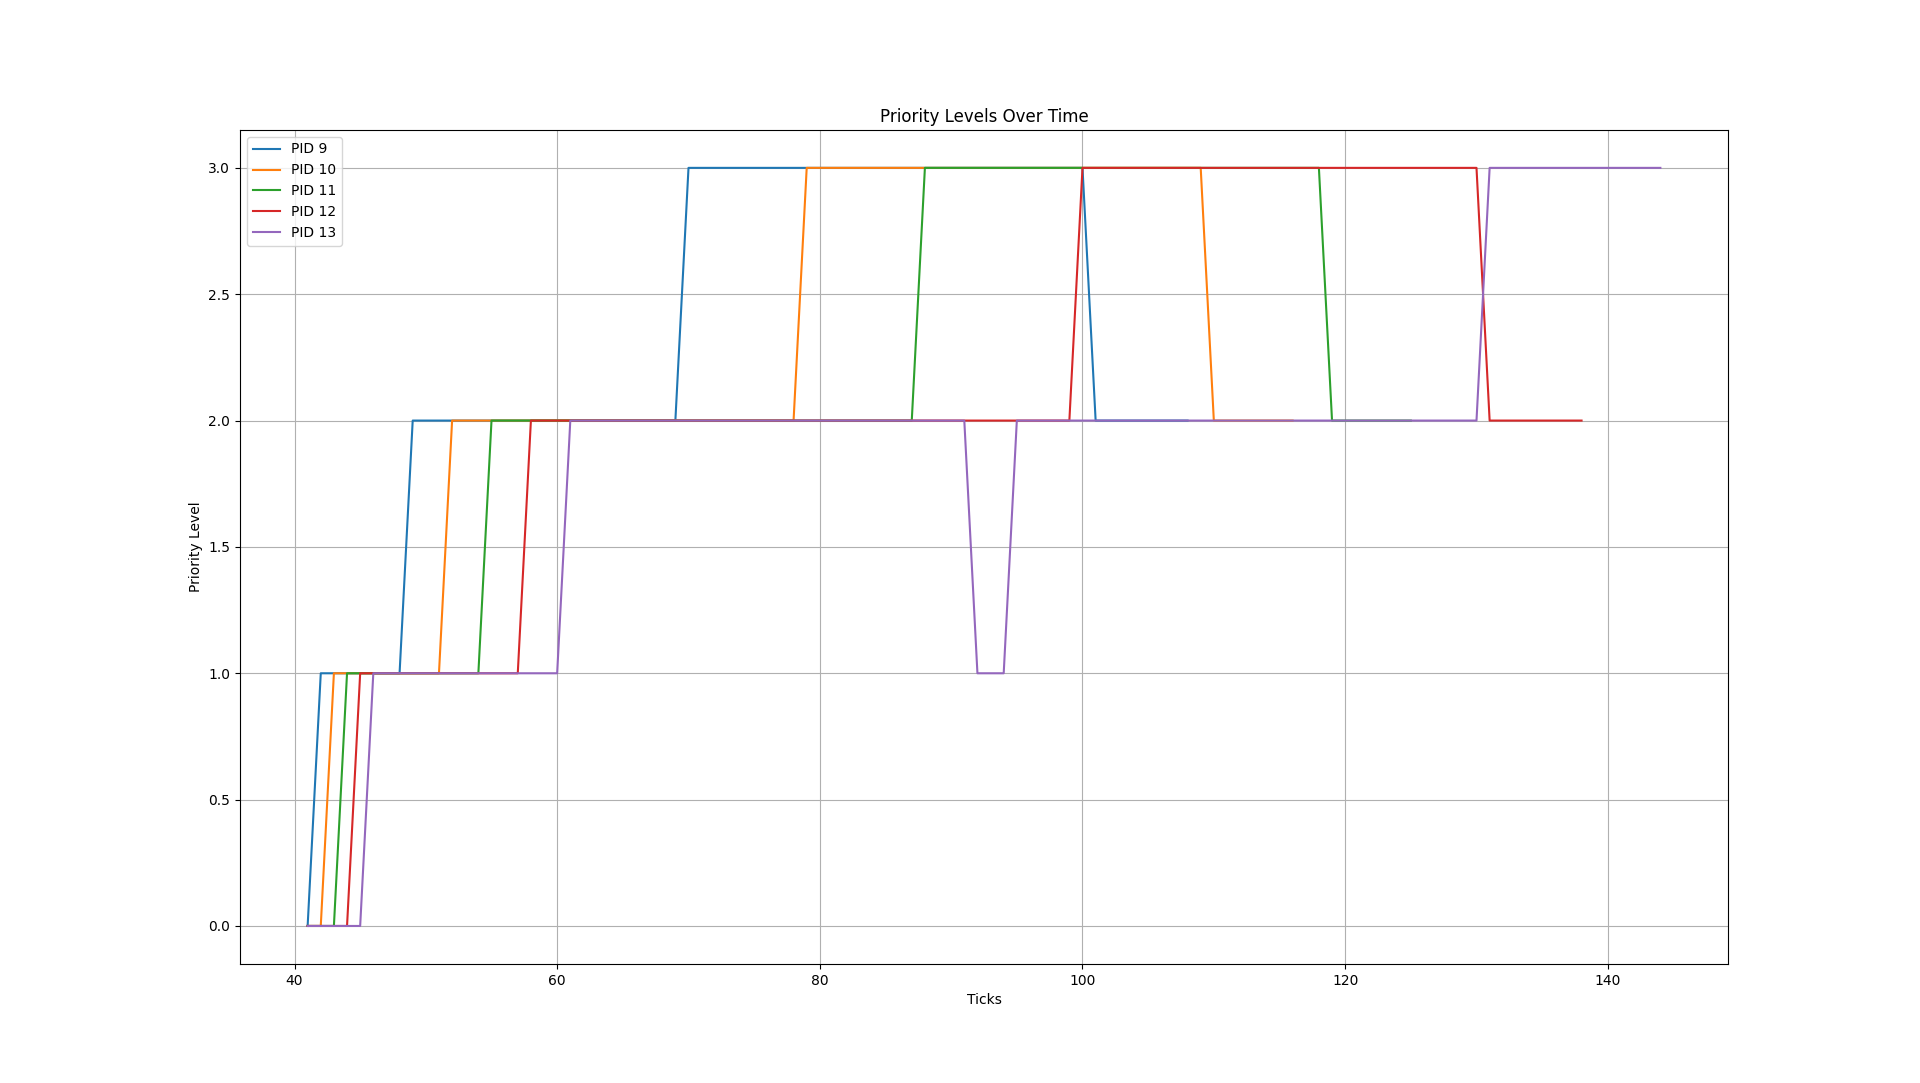 Priority Levels Over Time
PID 9
PID 10
PID 11
PID 12
PID 13
Priority Level
3.0
2.5
2.0
1.5
1.0
0.5
0.0
40 60 80 100 120 140
Ticks